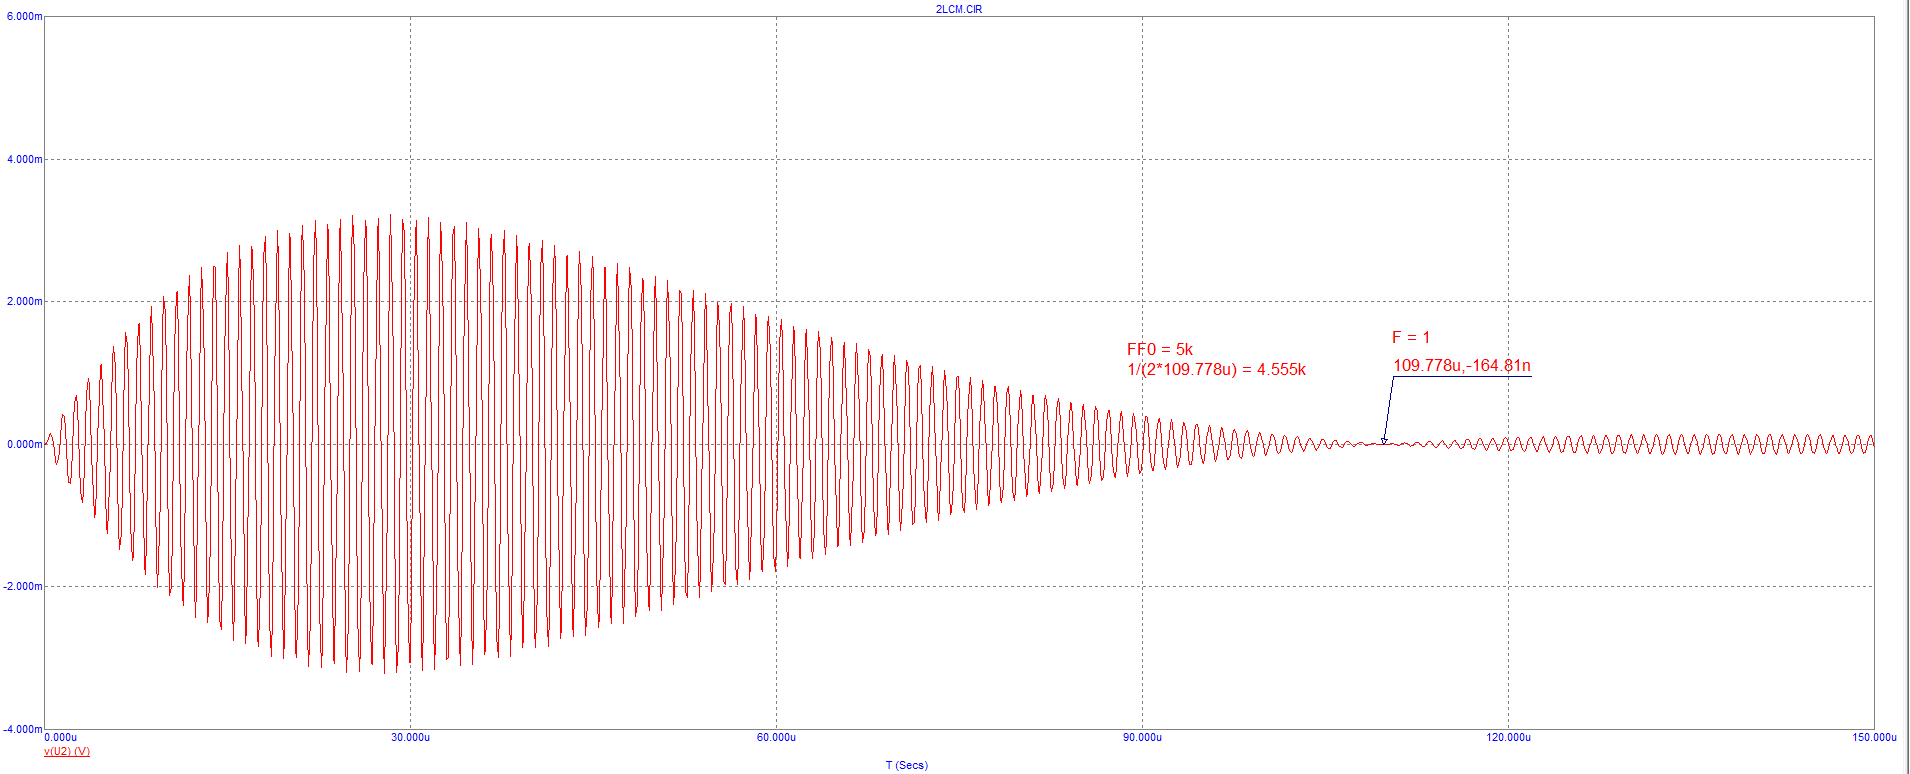 2LCM.CIR
6.000m
4.000m
2.000m
0.000m
-2.000m
-4.000m
FF0 = 5k
1/(2*109.778u) = 4.555k
F = 1
109.778u,-164.81n
0.000u
30.000u
60.000u
90.000u
120.000u
150.000u
v(U2) (V)
T (Secs)